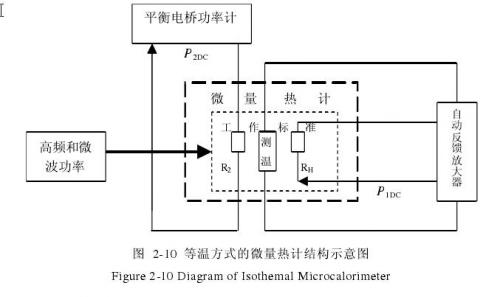 平衡电桥功率计
P2DC
微 量 热 计
工 作 标 准
高频和微
波功率
测
温
R2
RH
自动反馈放大器
P1DC
图 2-10 等温方式的微量热计结构示意图
Figure 2-10 Diagram of Isothemal Microcalorimeter